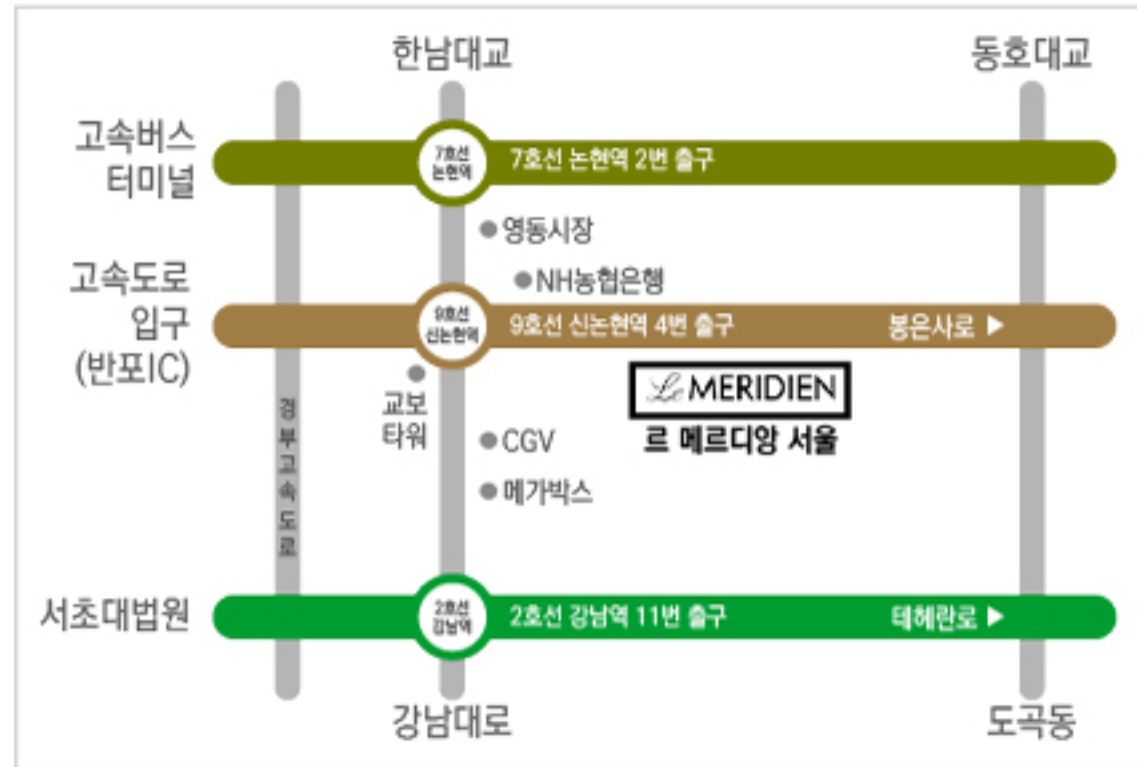 한남대교
동호대교
고속버스
터미널
7호선
논현역
7호선 논현역 2번 출구
영동시장
NH농협은행
고속도로
입구
(반포IC)
9호선
신논현역
9호선 신논현역 4번 출구
봉은사로 ▶
Le MERIDIEN
르 메르디앙 서울
교보
타워
CGV
메가박스
경부고속도로
서초대법원
2호선
강남역
2호선 강남역 11번 출구
테헤란로 ▶
강남대로
도곡동